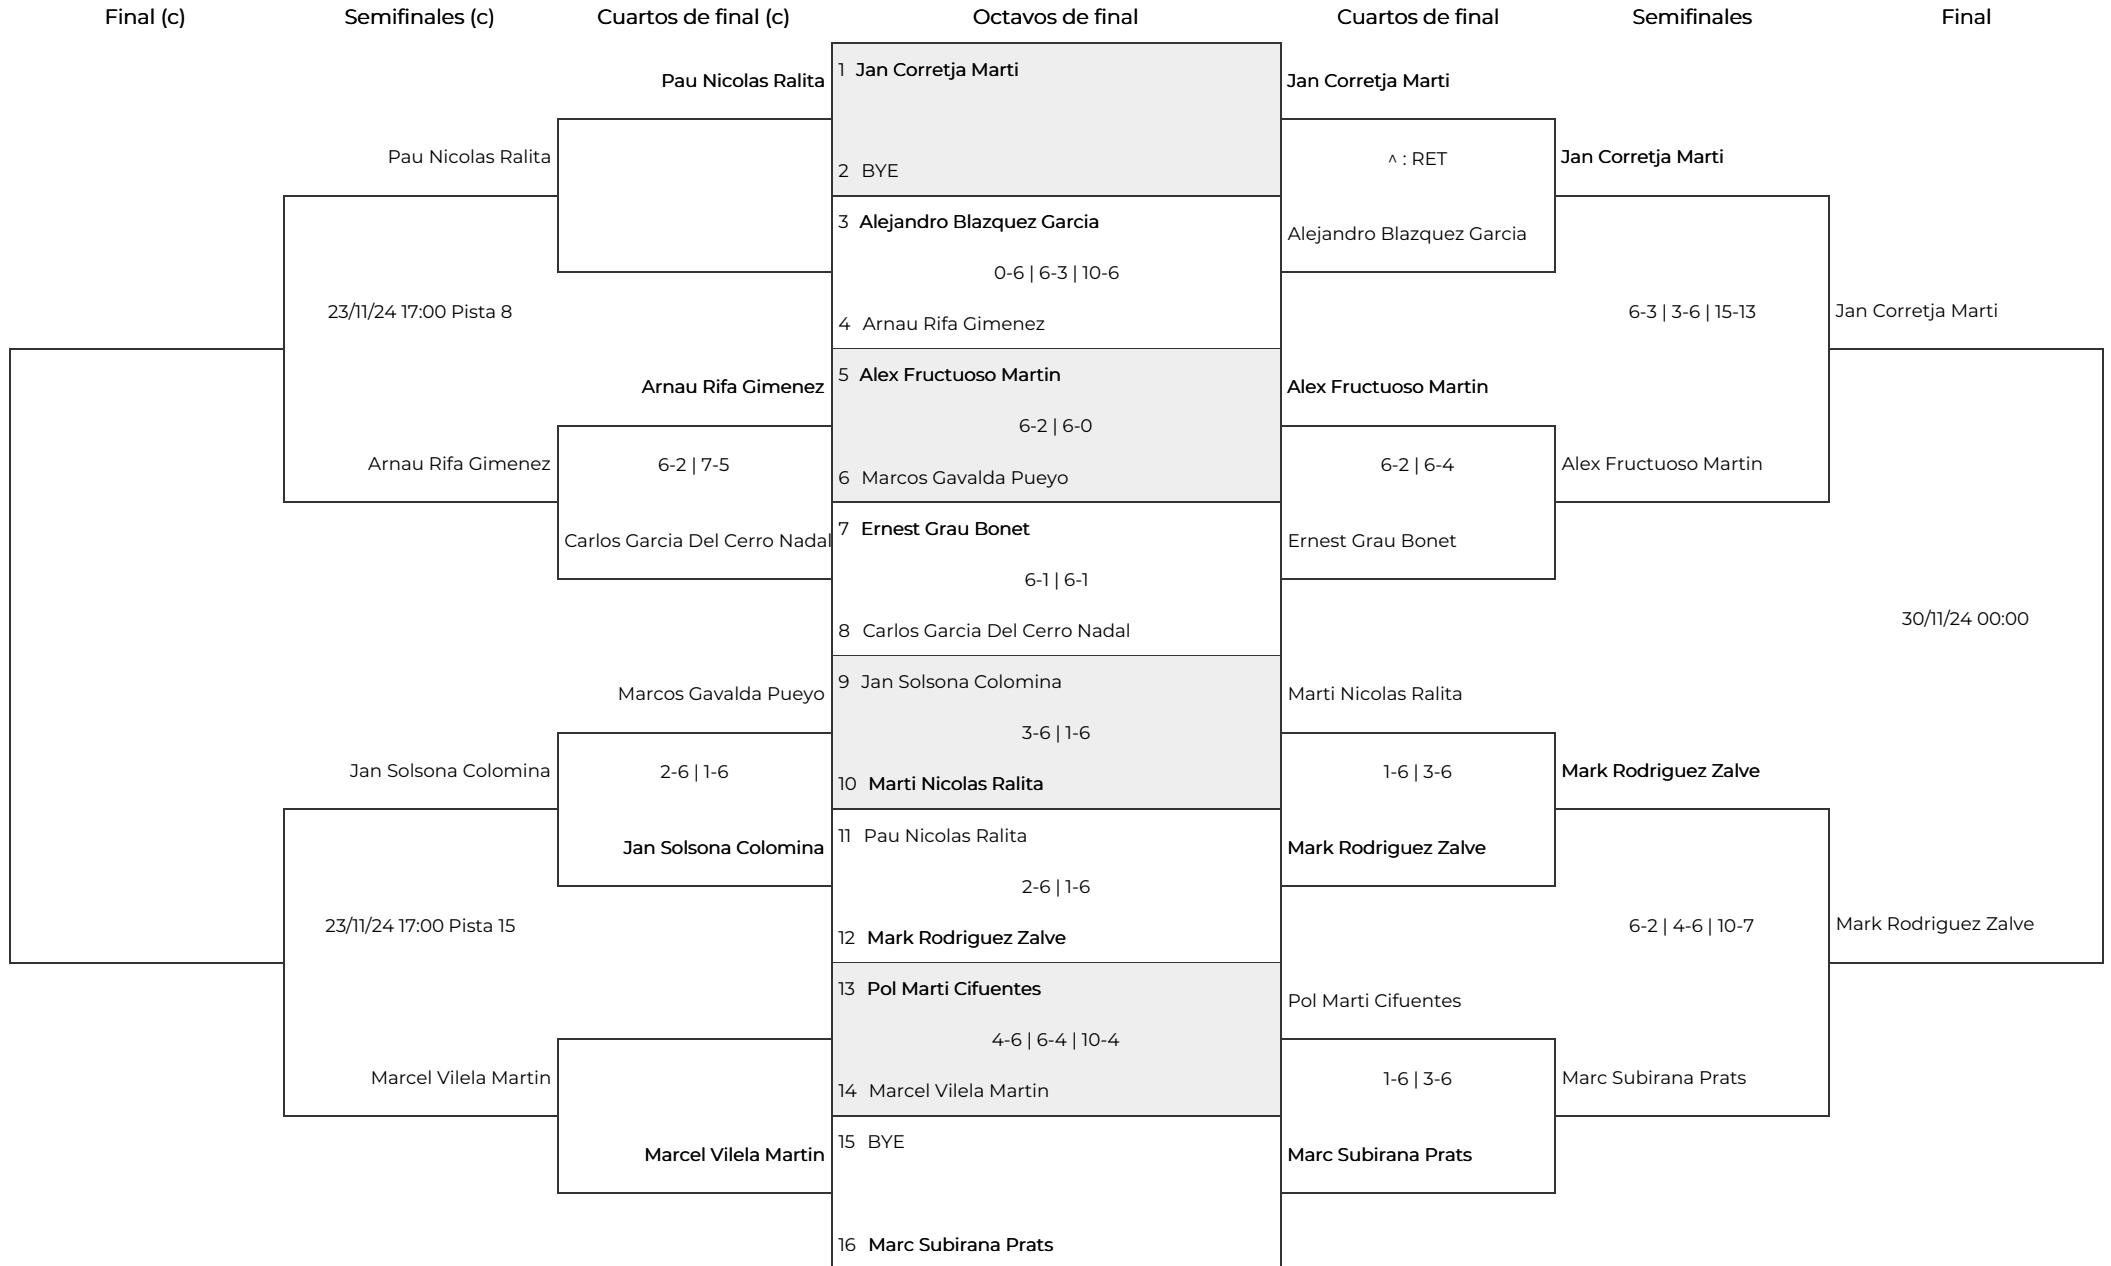 Final (c)
Semifinales (c)
Cuartos de final (c)
Octavos de final
Cuartos de final
Semifinales
Final
Pau Nicolas Ralita
Pau Nicolas Ralita
23/11/24 17:00 Pista 8
Arnau Rifa Gimenez
Arnau Rifa Gimenez
6-2 | 7-5
Carlos Garcia Del Cerro Nadal
Marcos Gavalda Pueyo
Jan Solsona Colomina
2-6 | 1-6
Jan Solsona Colomina
23/11/24 17:00 Pista 15
Marcel Vilela Martin
Marcel Vilela Martin
1 Jan Corretja Marti
2 BYE
3 Alejandro Blazquez Garcia
0-6 | 6-3 | 10-6
4 Arnau Rifa Gimenez
5 Alex Fructuoso Martin
6-2 | 6-0
6 Marcos Gavalda Pueyo
7 Ernest Grau Bonet
6-1 | 6-1
8 Carlos Garcia Del Cerro Nadal
9 Jan Solsona Colomina
3-6 | 1-6
10 Marti Nicolas Ralita
11 Pau Nicolas Ralita
2-6 | 1-6
12 Mark Rodriguez Zalve
13 Pol Marti Cifuentes
4-6 | 6-4 | 10-4
14 Marcel Vilela Martin
15 BYE
16 Marc Subirana Prats
Jan Corretja Marti
^ : RET
Alejandro Blazquez Garcia
Alex Fructuoso Martin
6-2 | 6-4
Ernest Grau Bonet
Marti Nicolas Ralita
1-6 | 3-6
Mark Rodriguez Zalve
Pol Marti Cifuentes
1-6 | 3-6
Marc Subirana Prats
Jan Corretja Marti
6-3 | 3-6 | 15-13
Alex Fructuoso Martin
Mark Rodriguez Zalve
6-2 | 4-6 | 10-7
Marc Subirana Prats
Jan Corretja Marti
30/11/24 00:00
Mark Rodriguez Zalve